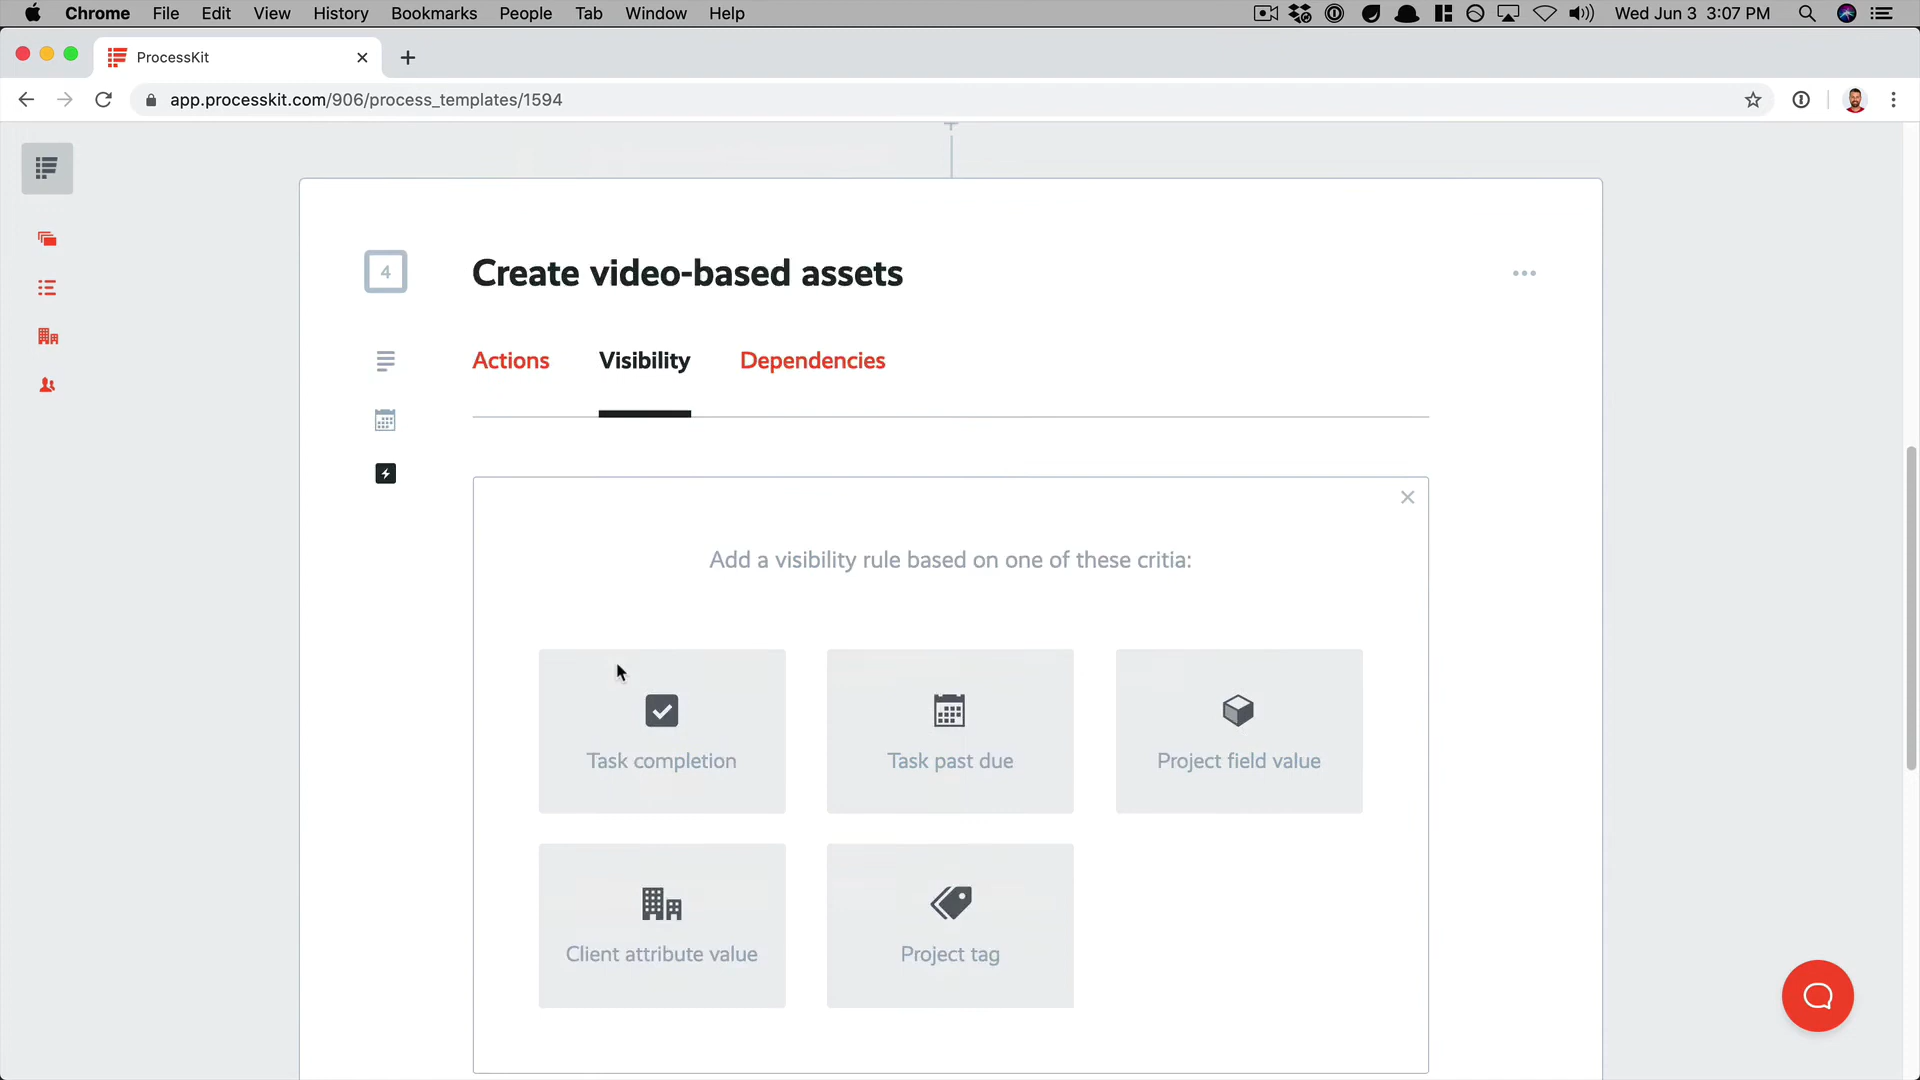 Chrome File Edit View History Bookmarks People Tab Window Help Wed Jun 3 3:07 PM
ProcessKit
app.processkit.com/906/process_templates/1594
4 Create video-based assets
Actions Visibility Dependencies
Add a visibility rule based on one of these critia:
Task completion Task past due Project field value
Client attribute value Project tag